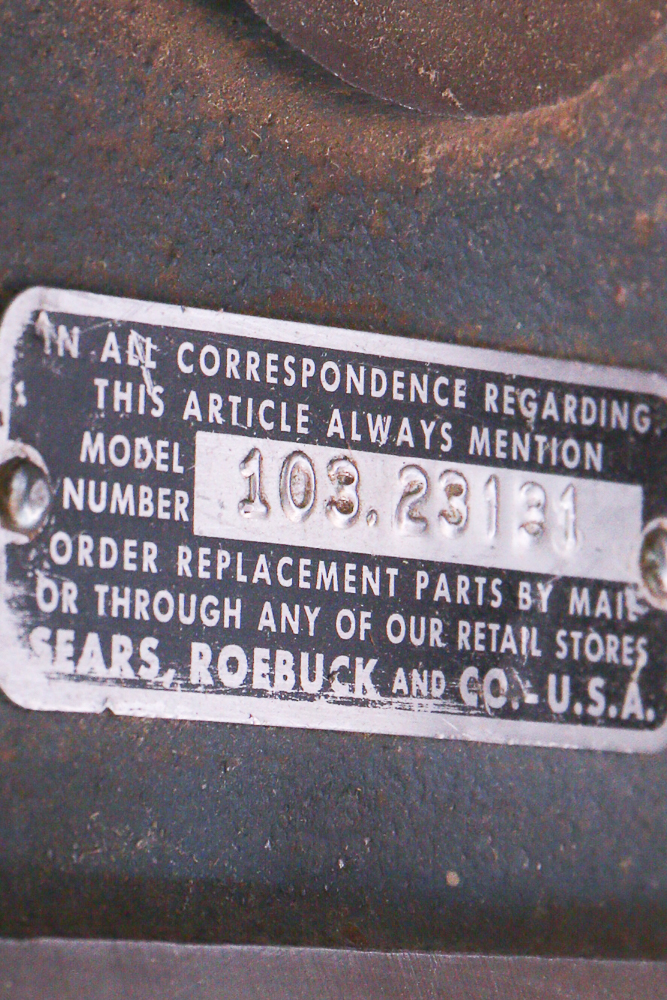 IN ALL CORRESPONDENCE REGARDING
THIS ARTICLE ALWAYS MENTION
MODEL
NUMBER
103.23131
ORDER REPLACEMENT PARTS BY MAIL
OR THROUGH ANY OF OUR RETAIL STORES
SEARS, ROEBUCK AND CO.-U.S.A.